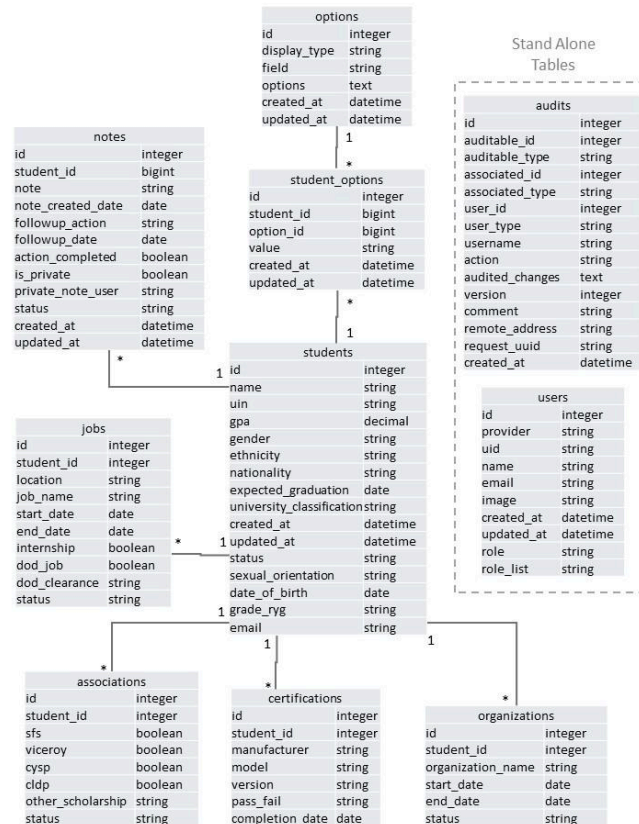 options
id integer
display_type string
field string
options text
created_at datetime
updated_at datetime
1
*
student_options
id integer
student_id bigint
option_id bigint
value string
created_at datetime
updated_at datetime
*
1
notes
id integer
student_id bigint
note string
note_created_date date
followup_action string
followup_date date
action_completed boolean
is_private boolean
private_note_user string
status string
created_at datetime
updated_at datetime
*
1
students
id integer
name string
uin string
gpa decimal
gender string
ethnicity string
nationality string
expected_graduation date
university_classification string
created_at datetime
updated_at datetime
status string
sexual_orientation string
date_of_birth date
grade_ryg string
email string
jobs
id integer
student_id integer
location string
job_name string
start_date date
end_date date
internship boolean
dod_job boolean
dod_clearance string
status string
*
1
1
*
associations
id integer
student_id integer
sfs boolean
viceroy boolean
cysp boolean
cldp boolean
other_scholarship string
status string
1
*
certifications
id integer
student_id integer
manufacturer string
model string
version string
pass_fail string
completion_date date
1
*
organizations
id integer
student_id integer
organization_name string
start_date date
end_date date
status string
Stand Alone
Tables
audits
id integer
auditable_id integer
auditable_type string
associated_id integer
associated_type string
user_id integer
user_type string
username string
action string
audited_changes text
version integer
comment string
remote_address string
request_uuid string
created_at datetime
users
id integer
provider string
uid string
name string
email string
image string
created_at datetime
updated_at datetime
role string
role_list string